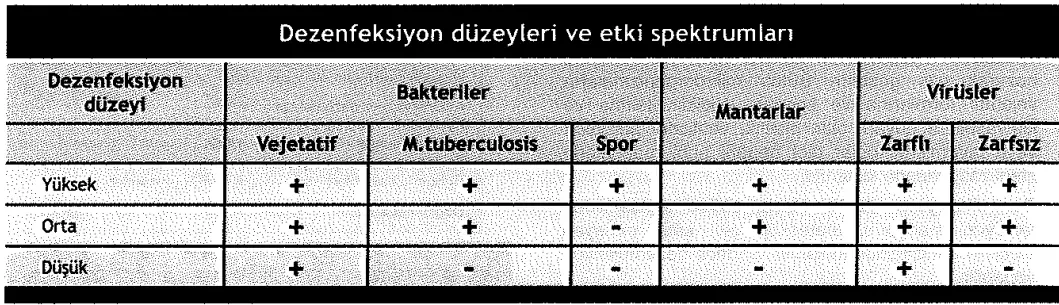 Dezenfeksiyon düzeyleri ve etki spektrumları
Dezenfeksiyon düzeyi Bakteriler Mantarlar Virüsler
Vejetatif M.tuberculosis Spor Zarflı Zarfsız
Yüksek + + + + + +
Orta + + - + + +
Düşük + - - - + -